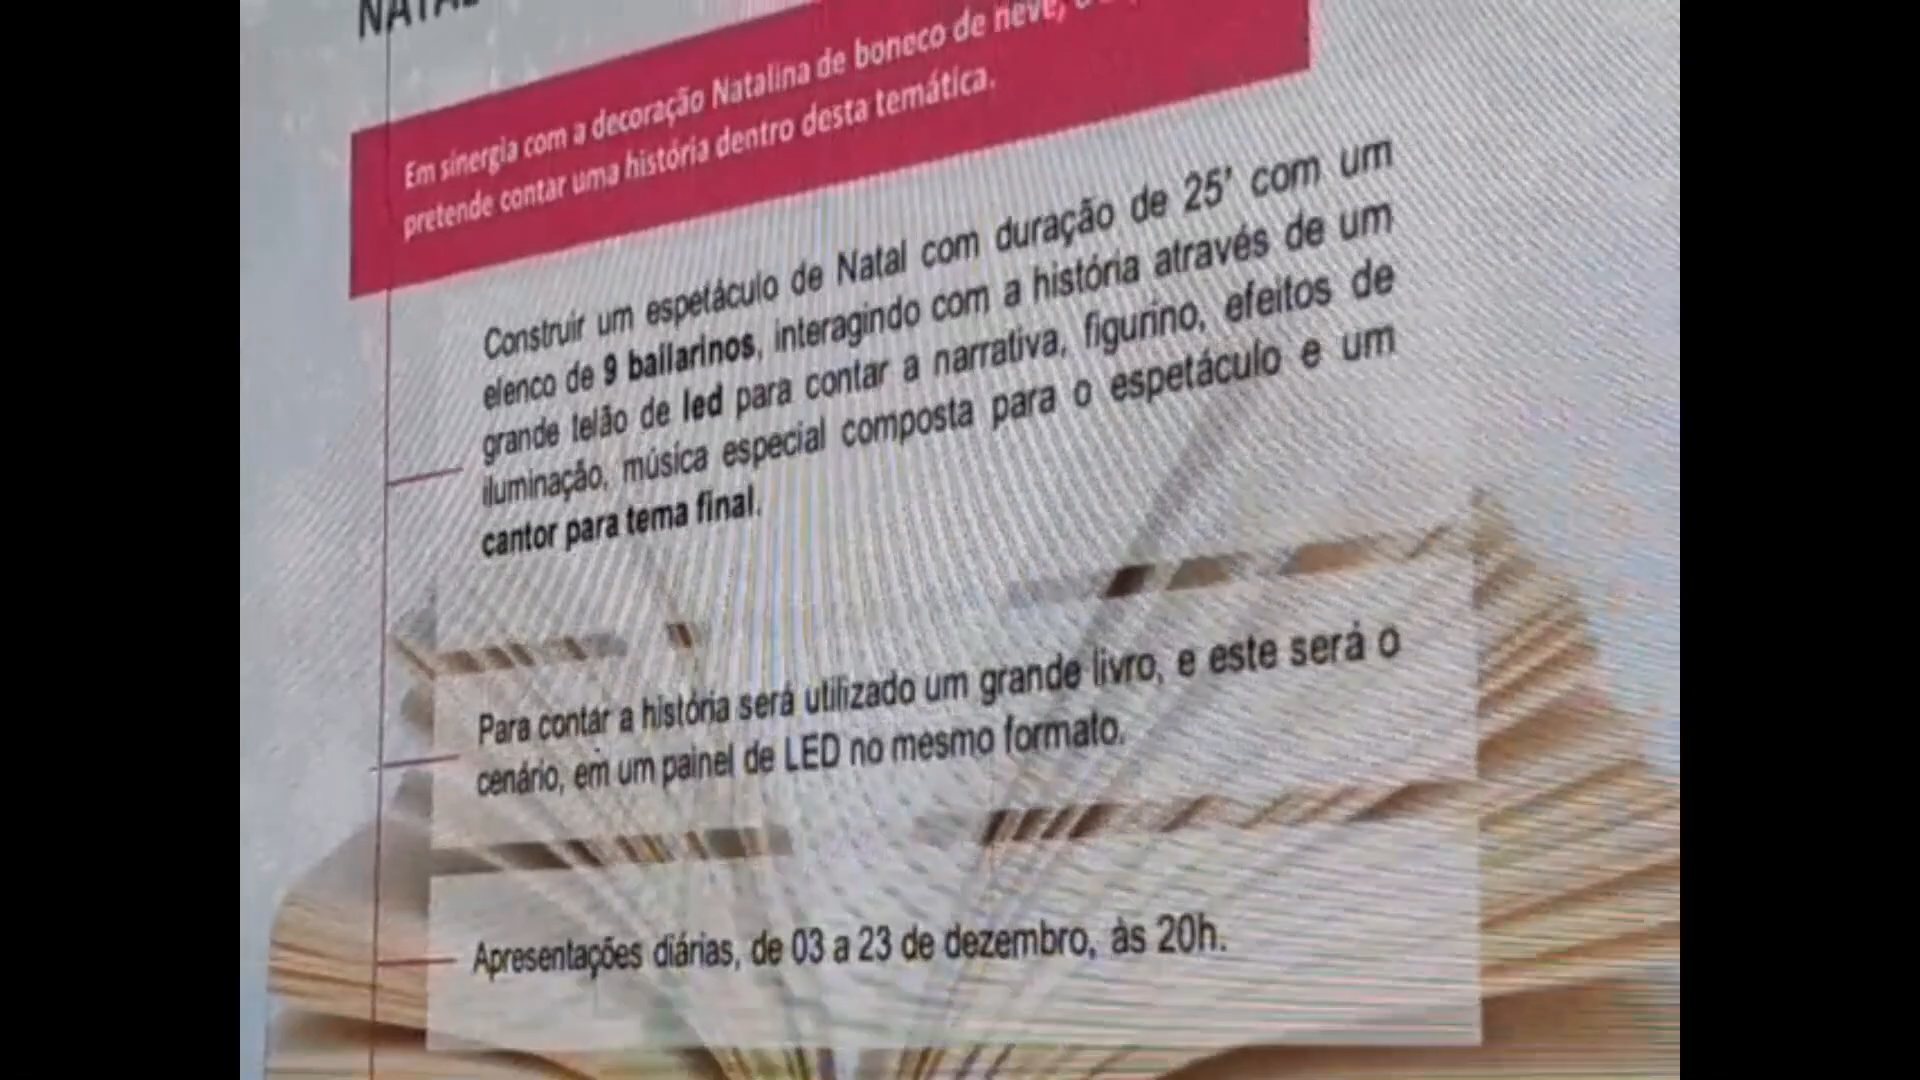 Em sinergia com a decoração Natalina de boneco de neve,
pretende contar uma história dentro desta temática.
Construir um espetáculo de Natal com duração de 25' com um
elenco de 9 bailarinos, interagindo com a história através de um
grande telão de led para contar a narrativa, figurino, efeitos de
iluminação, música especial composta para o espetáculo e um
cantor para tema final.
Para contar a história será utilizado um grande livro, e este será o
cenário, em um painel de LED no mesmo formato.
Apresentações diárias, de 03 a 23 de dezembro, às 20h.